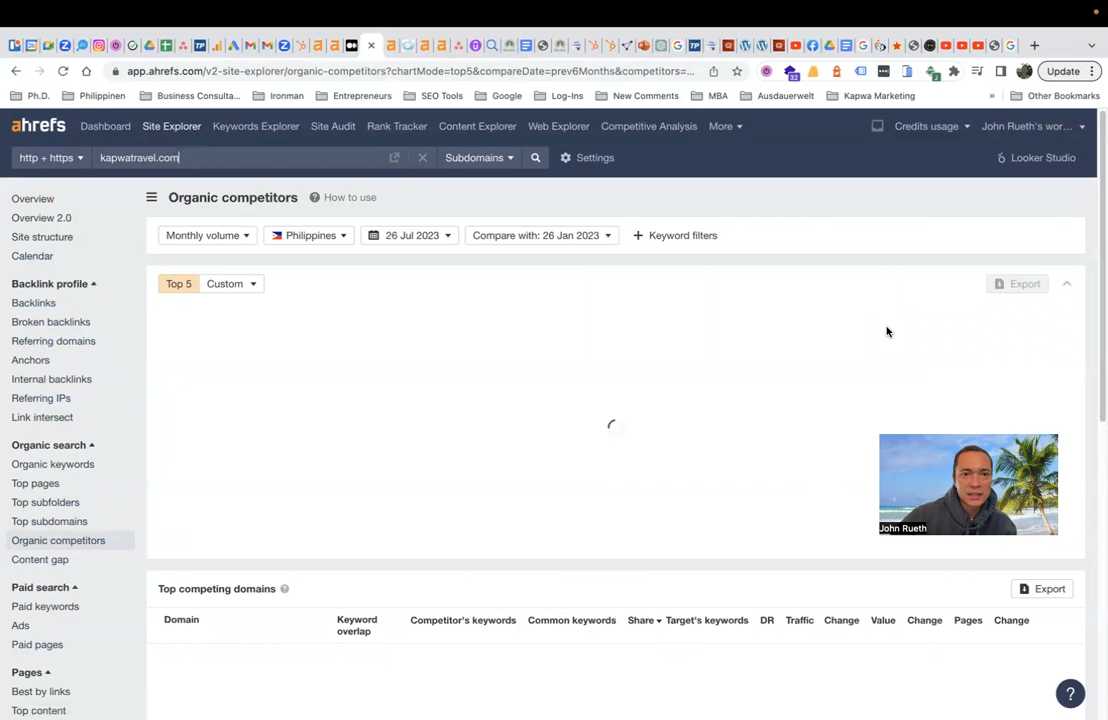 app.ahrefs.com/v2-site-explorer/organic-competitors?chartMode=top5&compareDate=prev6Months&competitors=...
Update
Ph.D.
Philippinen
Business Consulta...
Ironman
Entrepreneurs
SEO Tools
Google
Log-Ins
New Comments
MBA
Ausdauerwelt
Kapwa Marketing
»
Other Bookmarks
ahrefs
Dashboard
Site Explorer
Keywords Explorer
Site Audit
Rank Tracker
Content Explorer
Web Explorer
Competitive Analysis
More
Credits usage
John Rueth's wor...
http + https
kapwatravel.com
Subdomains
Settings
Looker Studio
Overview
Overview 2.0
Site structure
Calendar
Backlink profile
Backlinks
Broken backlinks
Referring domains
Anchors
Internal backlinks
Referring IPs
Link intersect
Organic search
Organic keywords
Top pages
Top subfolders
Top subdomains
Organic competitors
Content gap
Paid search
Paid keywords
Ads
Paid pages
Pages
Best by links
Top content
Organic competitors
? How to use
Monthly volume
Philippines
26 Jul 2023
Compare with: 26 Jan 2023
+ Keyword filters
Top 5
Custom
Export
John Rueth
Top competing domains ?
Export
Domain
Keyword
overlap
Competitor's keywords
Common keywords
Share
Target's keywords
DR
Traffic
Change
Value
Change
Pages
Change
?